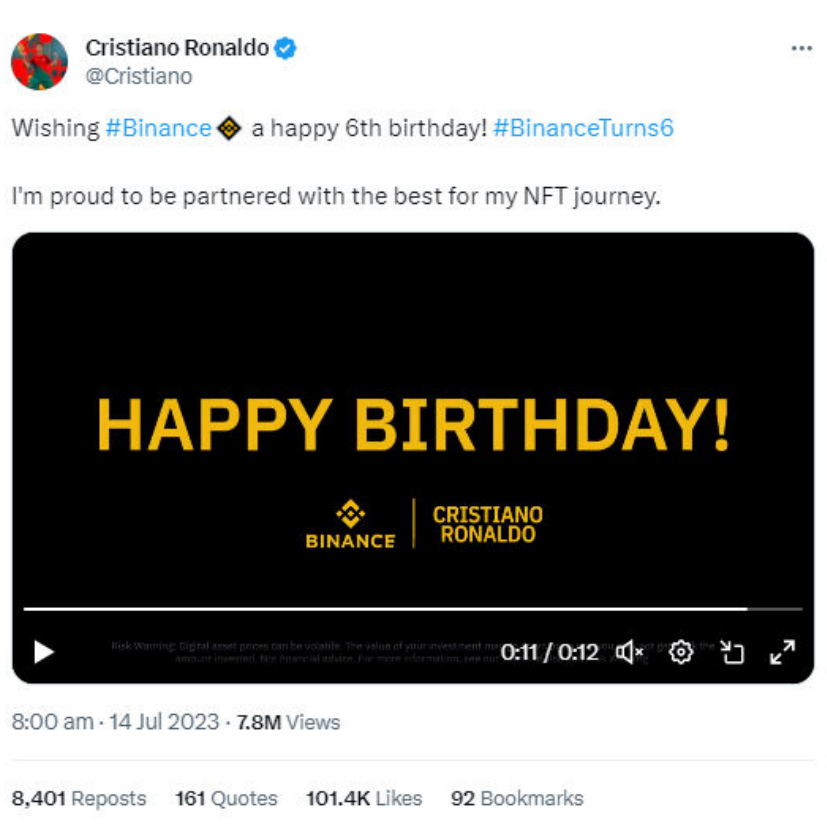 Cristiano Ronaldo
@Cristiano
Wishing #Binance a happy 6th birthday! #BinanceTurns6
I'm proud to be partnered with the best for my NFT journey.
HAPPY BIRTHDAY!
BINANCE
CRISTIANO
RONALDO
Risk Warning: Digital asset prices can be volatile. The value of your investment
amount invested. Not financial advice. For more information, see our
0:11 / 0:12
8:00 am · 14 Jul 2023 · 7.8M Views
8,401 Reposts 161 Quotes 101.4K Likes 92 Bookmarks